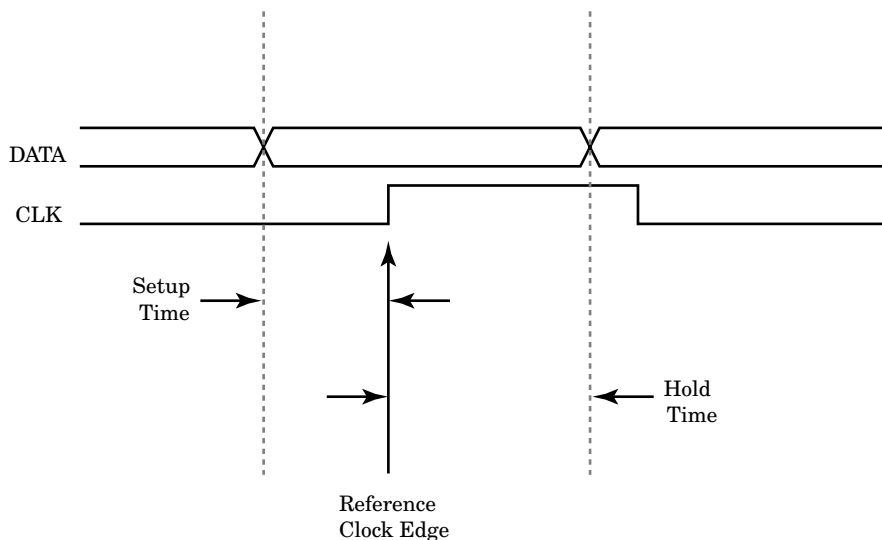 DATA
CLK
Setup
Time
Hold
Time
Reference
Clock Edge